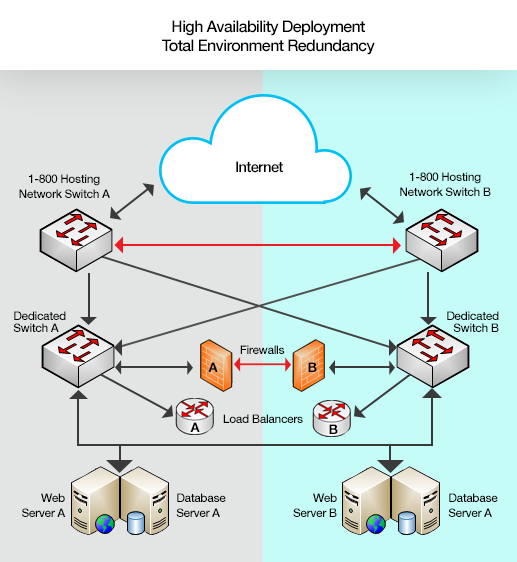 High Availability Deployment
Total Environment Redundancy
Internet
1-800 Hosting
Network Switch A
1-800 Hosting
Network Switch B
Dedicated
Switch A
Dedicated
Switch B
Firewalls
A
B
Load Balancers
A
B
Web
Server A
Database
Server A
Web
Server B
Database
Server A